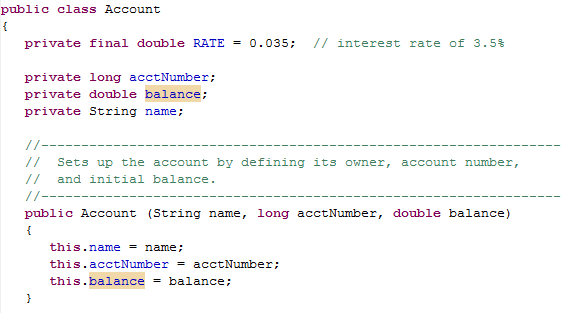 public class Account
{
   private final double RATE = 0.035;  // interest rate of 3.5%

   private long acctNumber;
   private double balance;
   private String name;

   //-----------------------------------------------------------------
   //  Sets up the account by defining its owner, account number,
   //  and initial balance.
   //-----------------------------------------------------------------
   public Account (String name, long acctNumber, double balance)
   {
      this.name = name;
      this.acctNumber = acctNumber;
      this.balance = balance;
   }